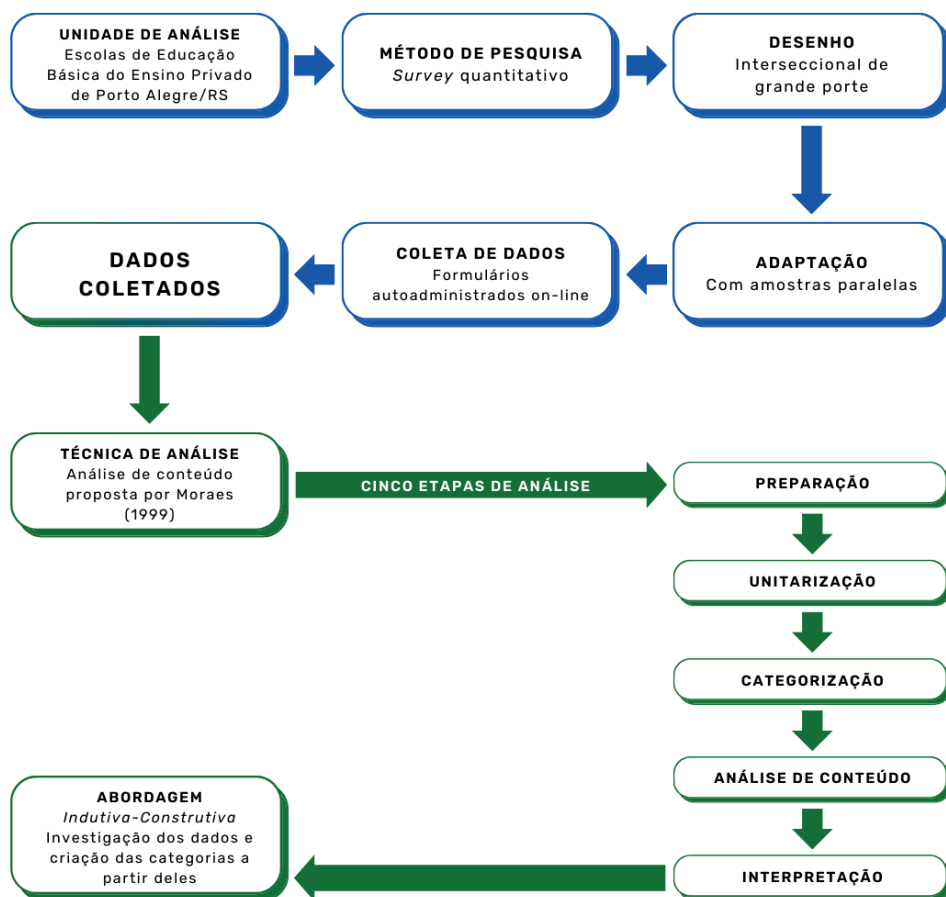 UNIDADE DE ANÁLISE
Escolas de Educação
Básica do Ensino Privado
de Porto Alegre/RS
MÉTODO DE PESQUISA
Survey quantitativo
DESENHO
Interseccional de
grande porte
ADAPTAÇÃO
Com amostras paralelas
COLETA DE DADOS
Formulários
autoadministrados on-line
DADOS
COLETADOS
TÉCNICA DE ANÁLISE
Análise de conteúdo
proposta por Moraes
(1999)
CINCO ETAPAS DE ANÁLISE
PREPARAÇÃO
UNITARIZAÇÃO
CATEGORIZAÇÃO
ANÁLISE DE CONTEÚDO
INTERPRETAÇÃO
ABORDAGEM
Indutiva-Construtiva
Investigação dos dados e
criação das categorias a
partir deles